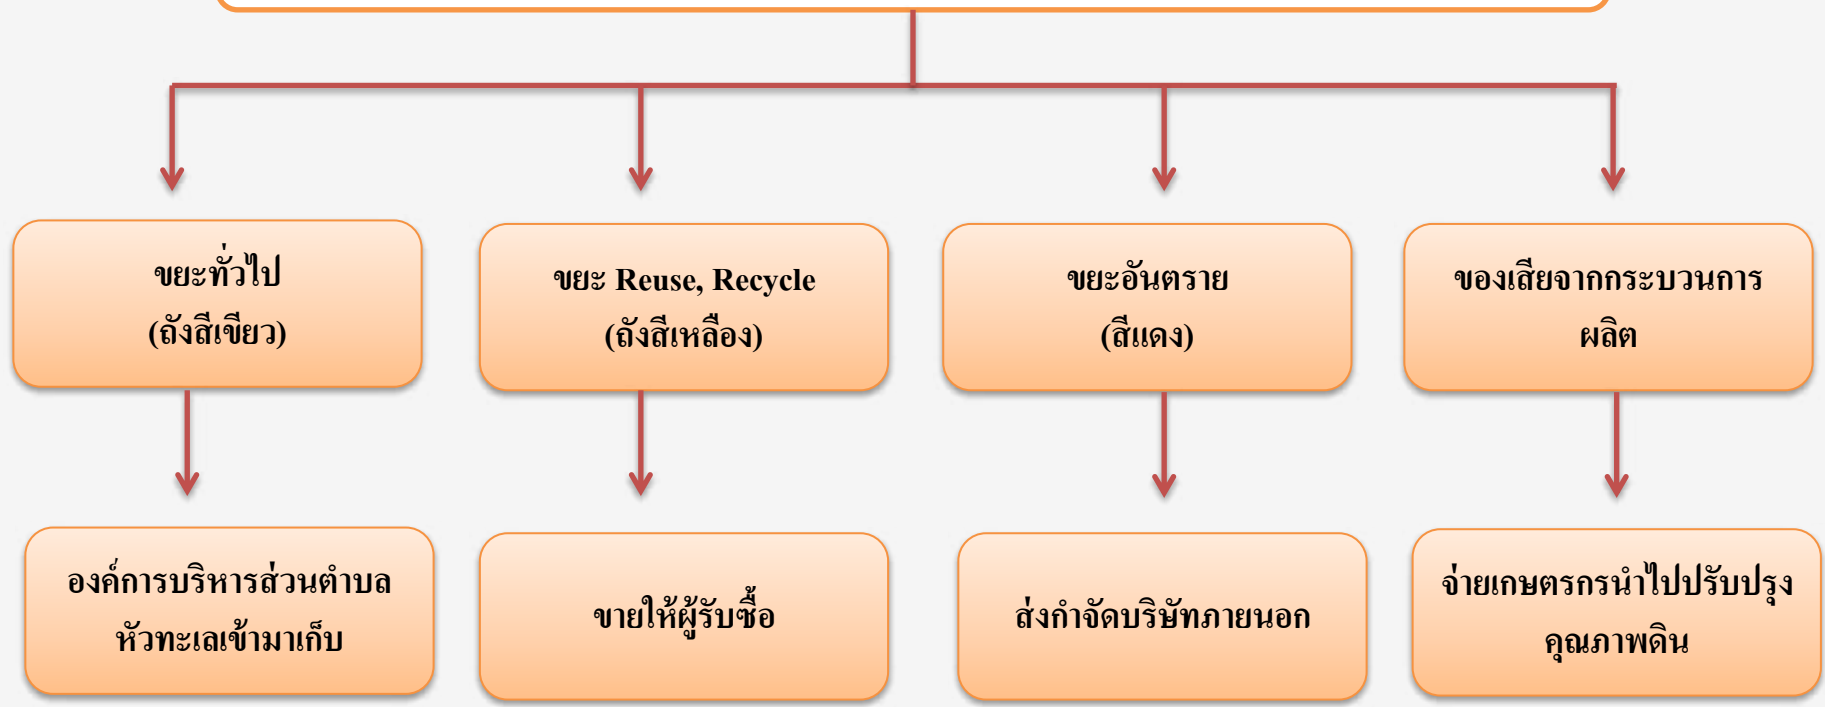 ขยะทั่วไป
(ถังสีเขียว)
ขยะ Reuse, Recycle
(ถังสีเหลือง)
ขยะอันตราย
(สีแดง)
ของเสียจากกระบวนการ
ผลิต
องค์การบริหารส่วนตำบล
หัวทะเลเข้ามาเก็บ
ขายให้ผู้รับซื้อ
ส่งกำจัดบริษัทภายนอก
จ่ายเกษตรกรนำไปปรับปรุง
คุณภาพดิน